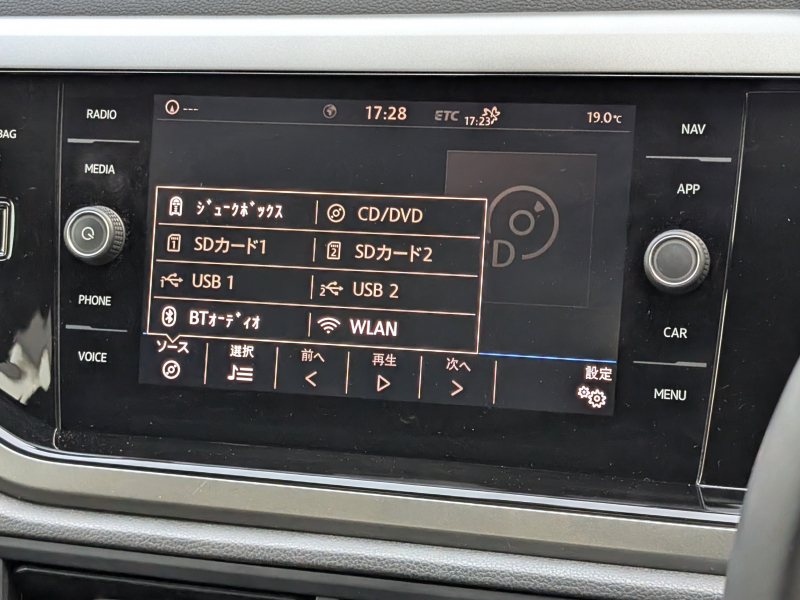 BAG
RADIO
MEDIA
PHONE
VOICE
---
17:28
ETC 17:23
19.0℃
ジュークボックス
CD/DVD
SDカード1
SDカード2
1 USB 1
2 USB 2
BTオーディオ
WLAN
D
ソース
選択
前へ
再生
次へ
設定
NAV
APP
CAR
MENU